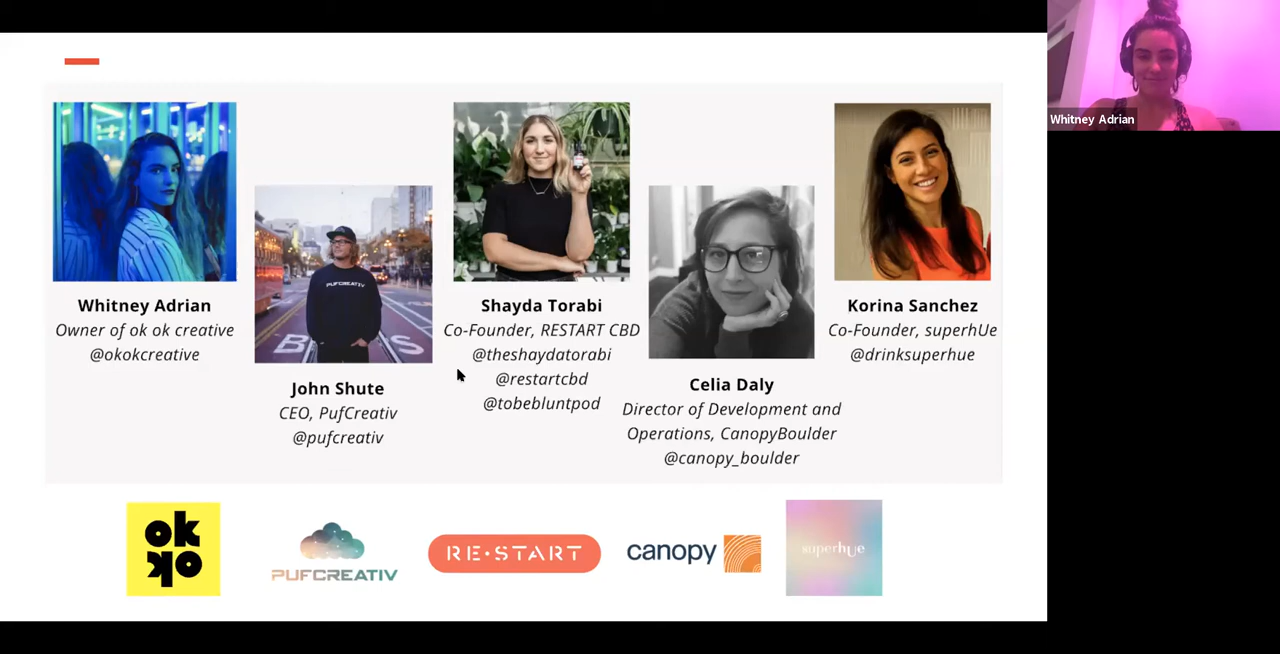 Whitney Adrian
Whitney Adrian
Owner of ok ok creative
@okokcreative
PUFCREATIV
B S
John Shute
CEO, PufCreativ
@pufcreativ
Shayda Torabi
Co-Founder, RESTART CBD
@theshaydatorabi
@restartcbd
@tobebluntpod
Celia Daly
Director of Development and
Operations, CanopyBoulder
@canopy_boulder
Korina Sanchez
Co-Founder, superhUe
@drinksuperhue
ok
ok
PUFCREATIV
RE•START
canopy
superhUe